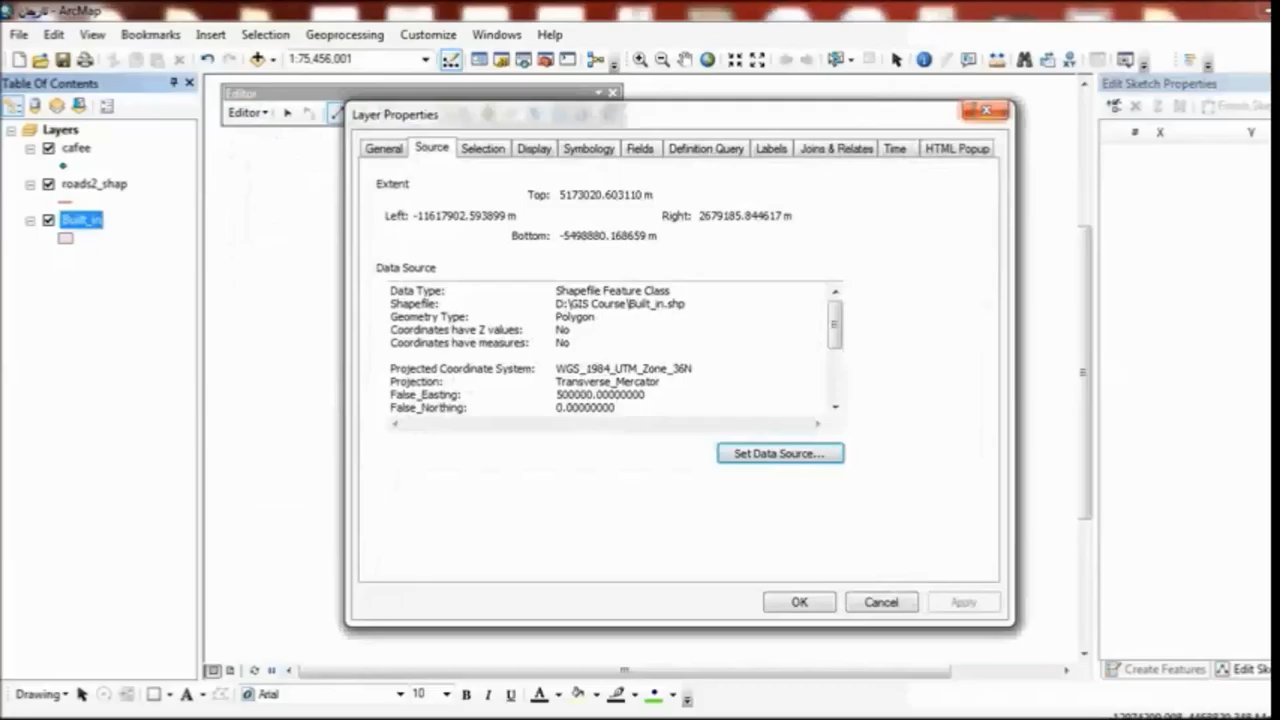 تاريخي - ArcMap
File Edit View Bookmarks Insert Selection Geoprocessing Customize Windows Help
1:75,456,001
Table Of Contents
Layers
cafee
roads2_shap
Built_in
Editor
Editor
Layer Properties
General Source Selection Display Symbology Fields Definition Query Labels Joins & Relates Time HTML Popup
Extent
Top: 5173020.603110 m
Left: -11617902.593899 m Right: 2679185.844617 m
Bottom: -5498880.168659 m
Data Source
Data Type: Shapefile Feature Class
Shapefile: D:\GIS Course\Built_in.shp
Geometry Type: Polygon
Coordinates have Z values: No
Coordinates have measures: No
Projected Coordinate System: WGS_1984_UTM_Zone_36N
Projection: Transverse_Mercator
False_Easting: 500000.00000000
False_Northing: 0.00000000
Set Data Source...
OK Cancel Apply
Edit Sketch Properties
# X Y
Create Features Edit Sk
Drawing A Arial 10 B I U A